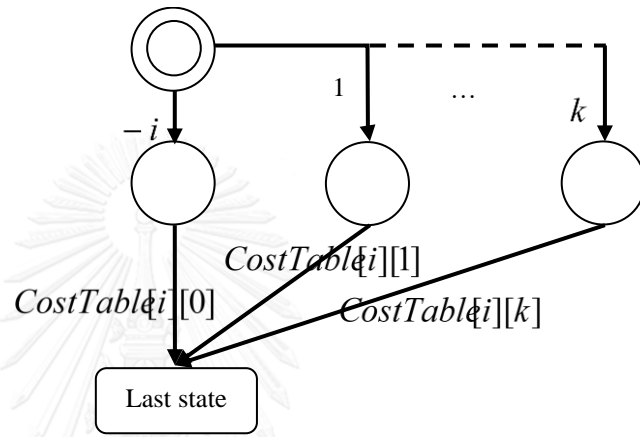 1 …
– i k
CostTable[i][1]
CostTable[i][0] CostTable[i][k]
Last state